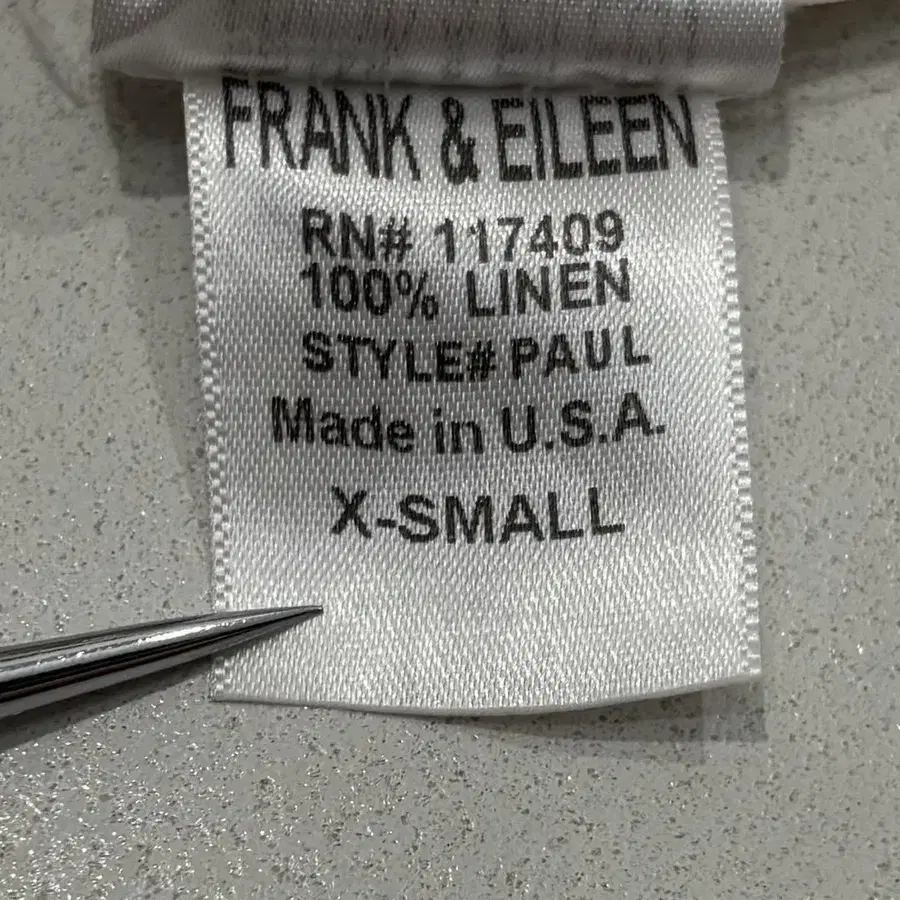 FRANK & EILEEN
RN# 117409
100% LINEN
STYLE# PAUL
Made in U.S.A.
X-SMALL